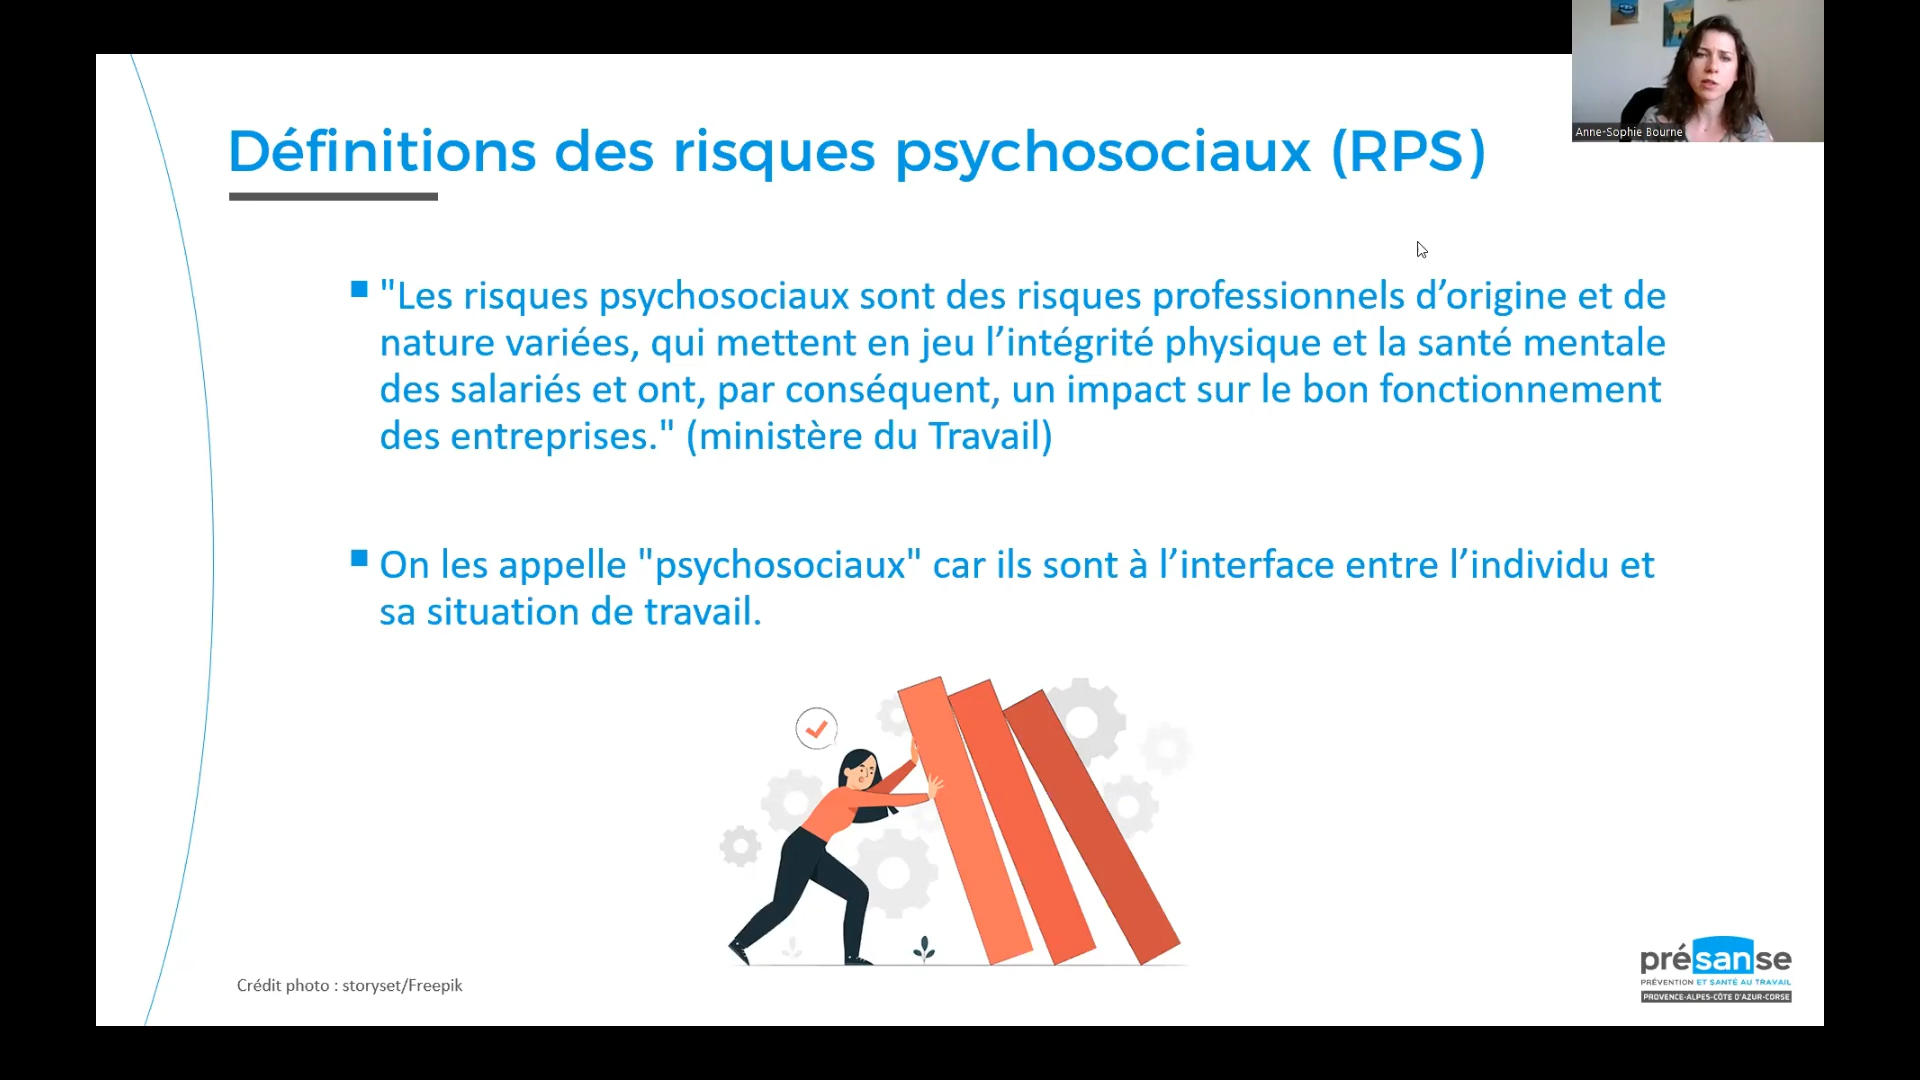 Anne-Sophie Bourne
Définitions des risques psychosociaux (RPS)
"Les risques psychosociaux sont des risques professionnels d’origine et de
nature variées, qui mettent en jeu l’intégrité physique et la santé mentale
des salariés et ont, par conséquent, un impact sur le bon fonctionnement
des entreprises." (ministère du Travail)
On les appelle "psychosociaux" car ils sont à l’interface entre l’individu et
sa situation de travail.
Crédit photo : storyset/Freepik
présanse
PRÉVENTION ET SANTÉ AU TRAVAIL
PROVENCE-ALPES-CÔTE D'AZUR-CORSE